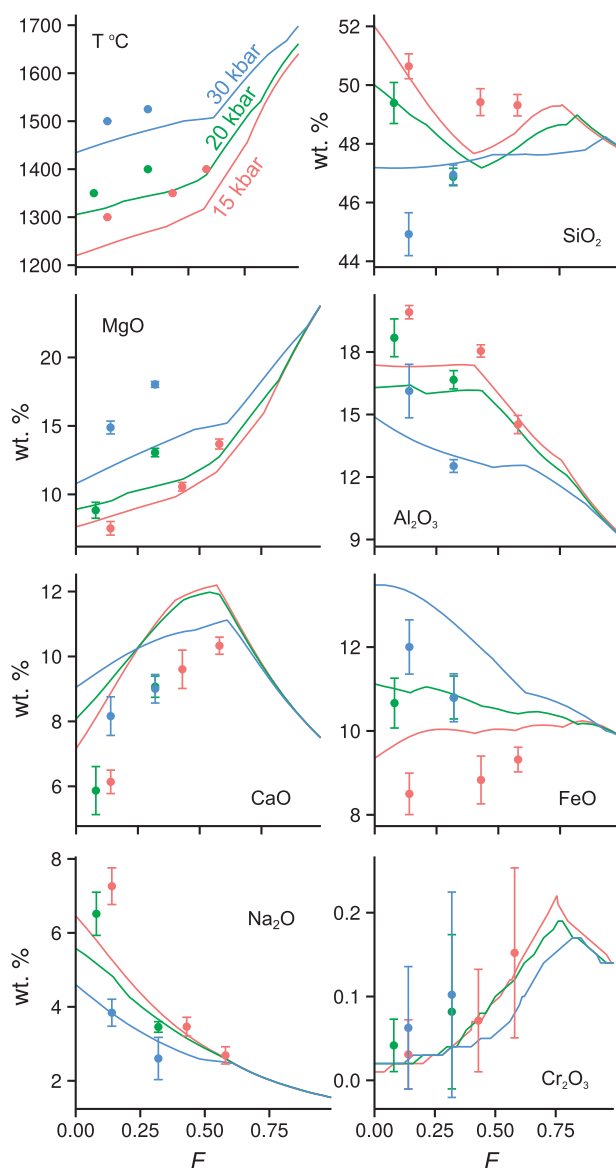 1700
1600
1500
1400
1300
1200
T °C
30 kbar
20 kbar
15 kbar
wt. %
52
50
48
46
44
SiO₂
wt. %
20
15
10
MgO
18
15
12
9
Al₂O₃
wt. %
12
10
8
6
CaO
12
10
8
FeO
wt. %
8
6
4
2
Na₂O
0.2
0.1
0.0
Cr₂O₃
0.00 0.25 0.50 0.75
F
0.00 0.25 0.50 0.75
F